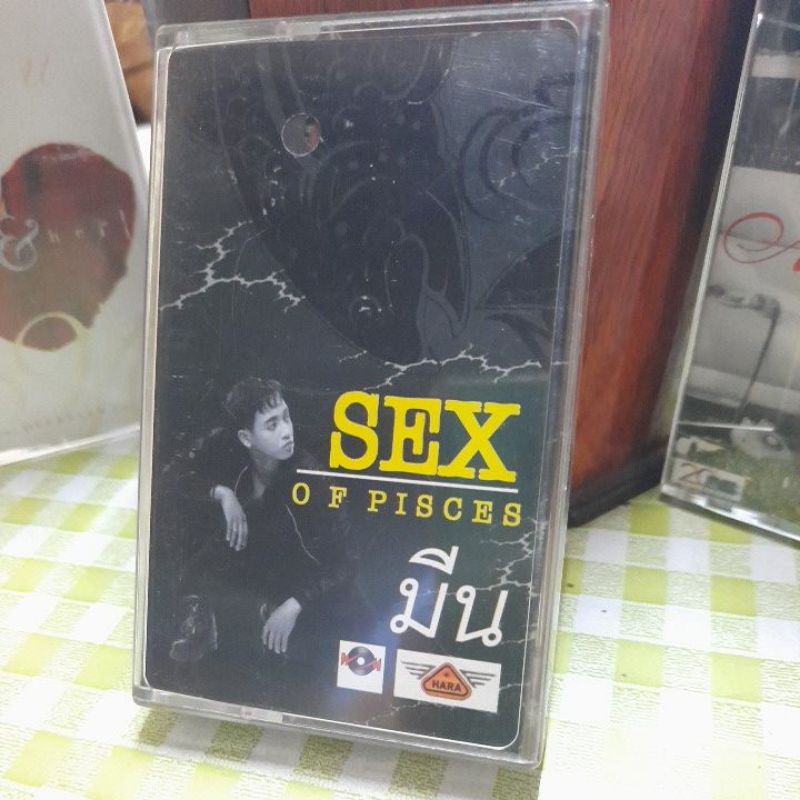 SEX
OF PISCES
มีน
HARA
&